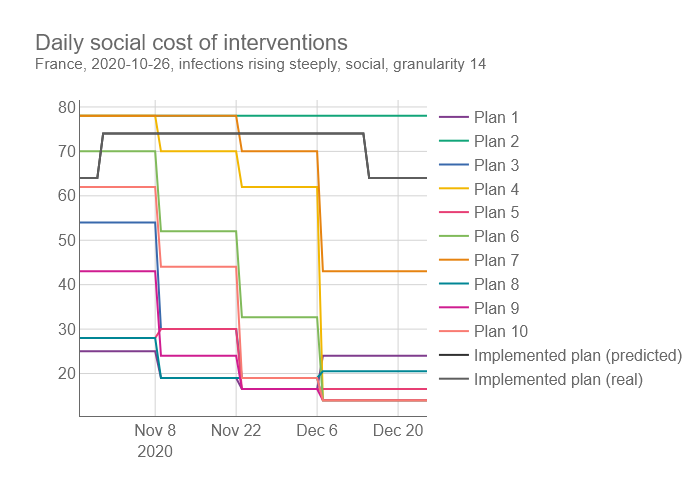 Daily social cost of interventions
France, 2020-10-26, infections rising steeply, social, granularity 14
80
70
60
50
40
30
20
Nov 8
2020
Nov 22
Dec 6
Dec 20
Plan 1
Plan 2
Plan 3
Plan 4
Plan 5
Plan 6
Plan 7
Plan 8
Plan 9
Plan 10
Implemented plan (predicted)
Implemented plan (real)